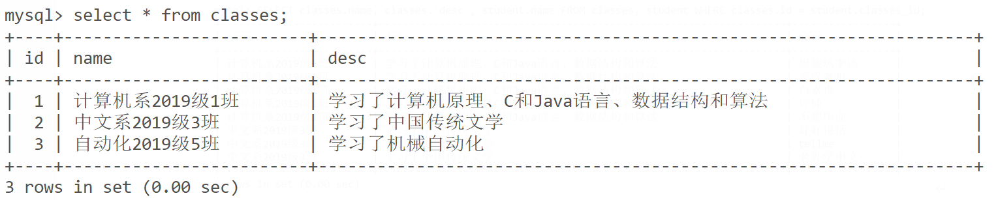 mysql> select * from classes;
+----+-------------------------+------------------------------------------------------------------+
| id | name | desc |
+----+-------------------------+------------------------------------------------------------------+
| 1 | 计算机系2019级1班 | 学习了计算机原理、C和Java语言、数据结构和算法 |
| 2 | 中文系2019级3班 | 学习了中国传统文学 |
| 3 | 自动化2019级5班 | 学习了机械自动化 |
+----+-------------------------+------------------------------------------------------------------+
3 rows in set (0.00 sec)